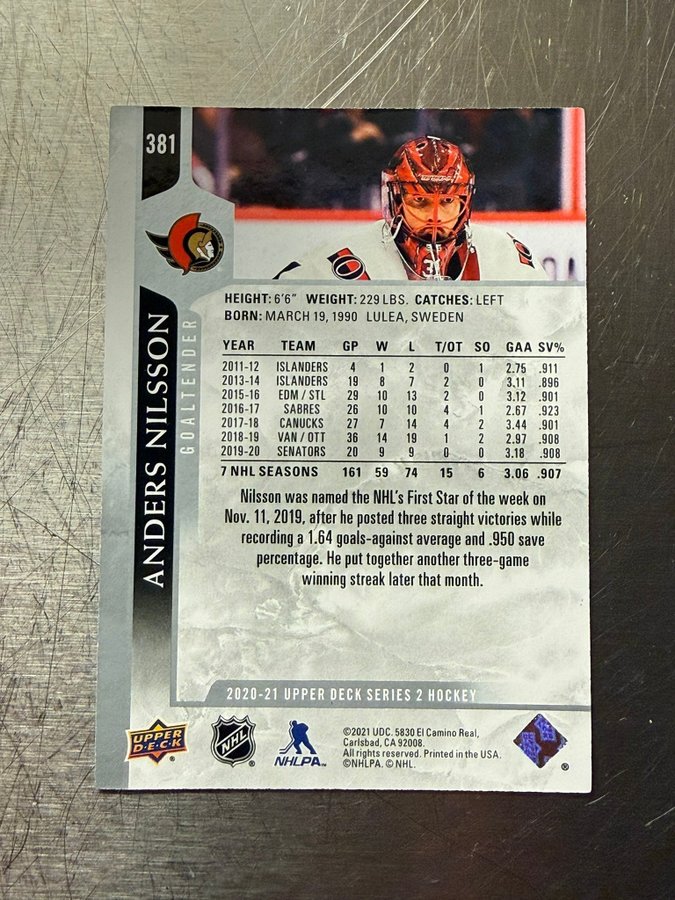 381
ANDERS NILSSON
GOALTENDER
HEIGHT: 6'6" WEIGHT: 229 LBS. CATCHES: LEFT
BORN: MARCH 19, 1990 LULEA, SWEDEN
YEAR TEAM GP W L T/OT SO GAA SV%
2011-12 ISLANDERS 4 1 2 0 1 2.75 .911
2013-14 ISLANDERS 19 8 7 2 0 3.11 .896
2015-16 EDM / STL 29 10 13 2 0 3.12 .901
2016-17 SABRES 26 10 10 4 1 2.67 .923
2017-18 CANUCKS 27 7 14 4 2 3.44 .901
2018-19 VAN / OTT 36 14 19 1 2 2.97 .908
2019-20 SENATORS 20 9 9 0 0 3.18 .908
7 NHL SEASONS 161 59 74 15 6 3.06 .907
Nilsson was named the NHL's First Star of the week on
Nov. 11, 2019, after he posted three straight victories while
recording a 1.64 goals-against average and .950 save
percentage. He put together another three-game
winning streak later that month.
2020-21 UPPER DECK SERIES 2 HOCKEY
UPPER
DECK
®
NHL
®
NHLPA™
©2021 UDC. 5830 El Camino Real,
Carlsbad, CA 92008.
All rights reserved. Printed in the USA.
©NHLPA. © NHL.
®